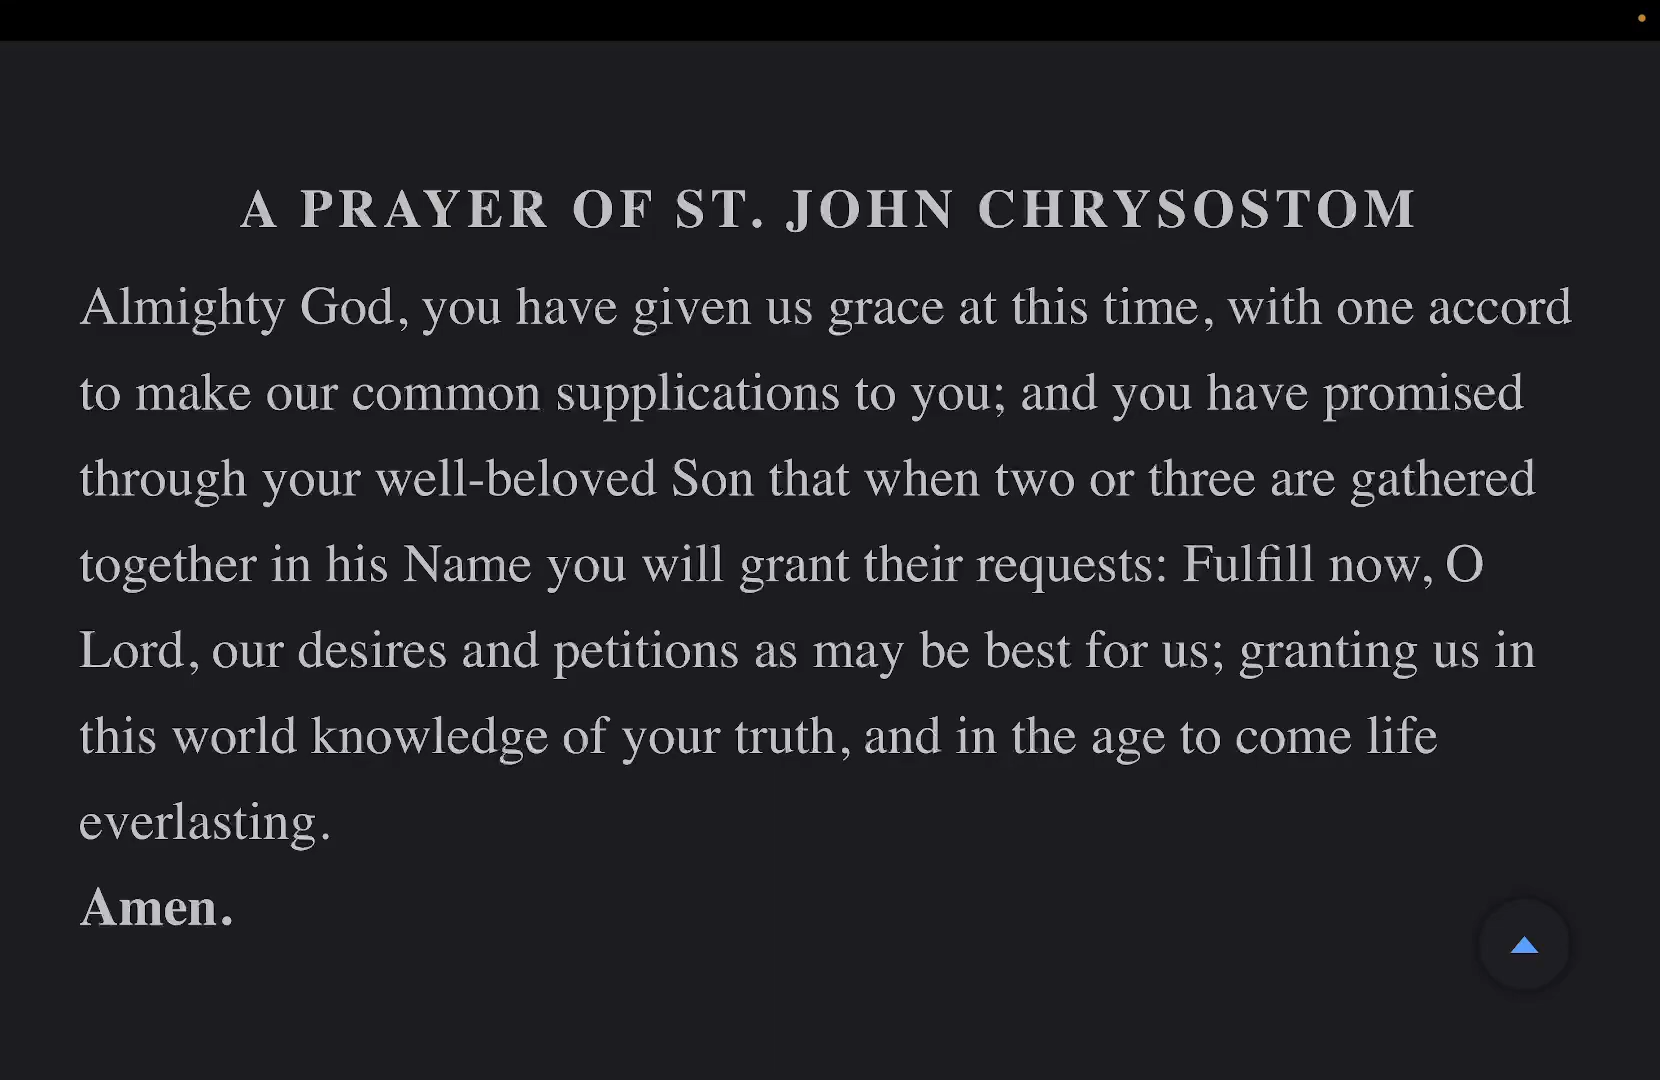 A PRAYER OF ST. JOHN CHRYSOSTOM
Almighty God, you have given us grace at this time, with one accord
to make our common supplications to you; and you have promised
through your well-beloved Son that when two or three are gathered
together in his Name you will grant their requests: Fulfill now, O
Lord, our desires and petitions as may be best for us; granting us in
this world knowledge of your truth, and in the age to come life
everlasting.
Amen.